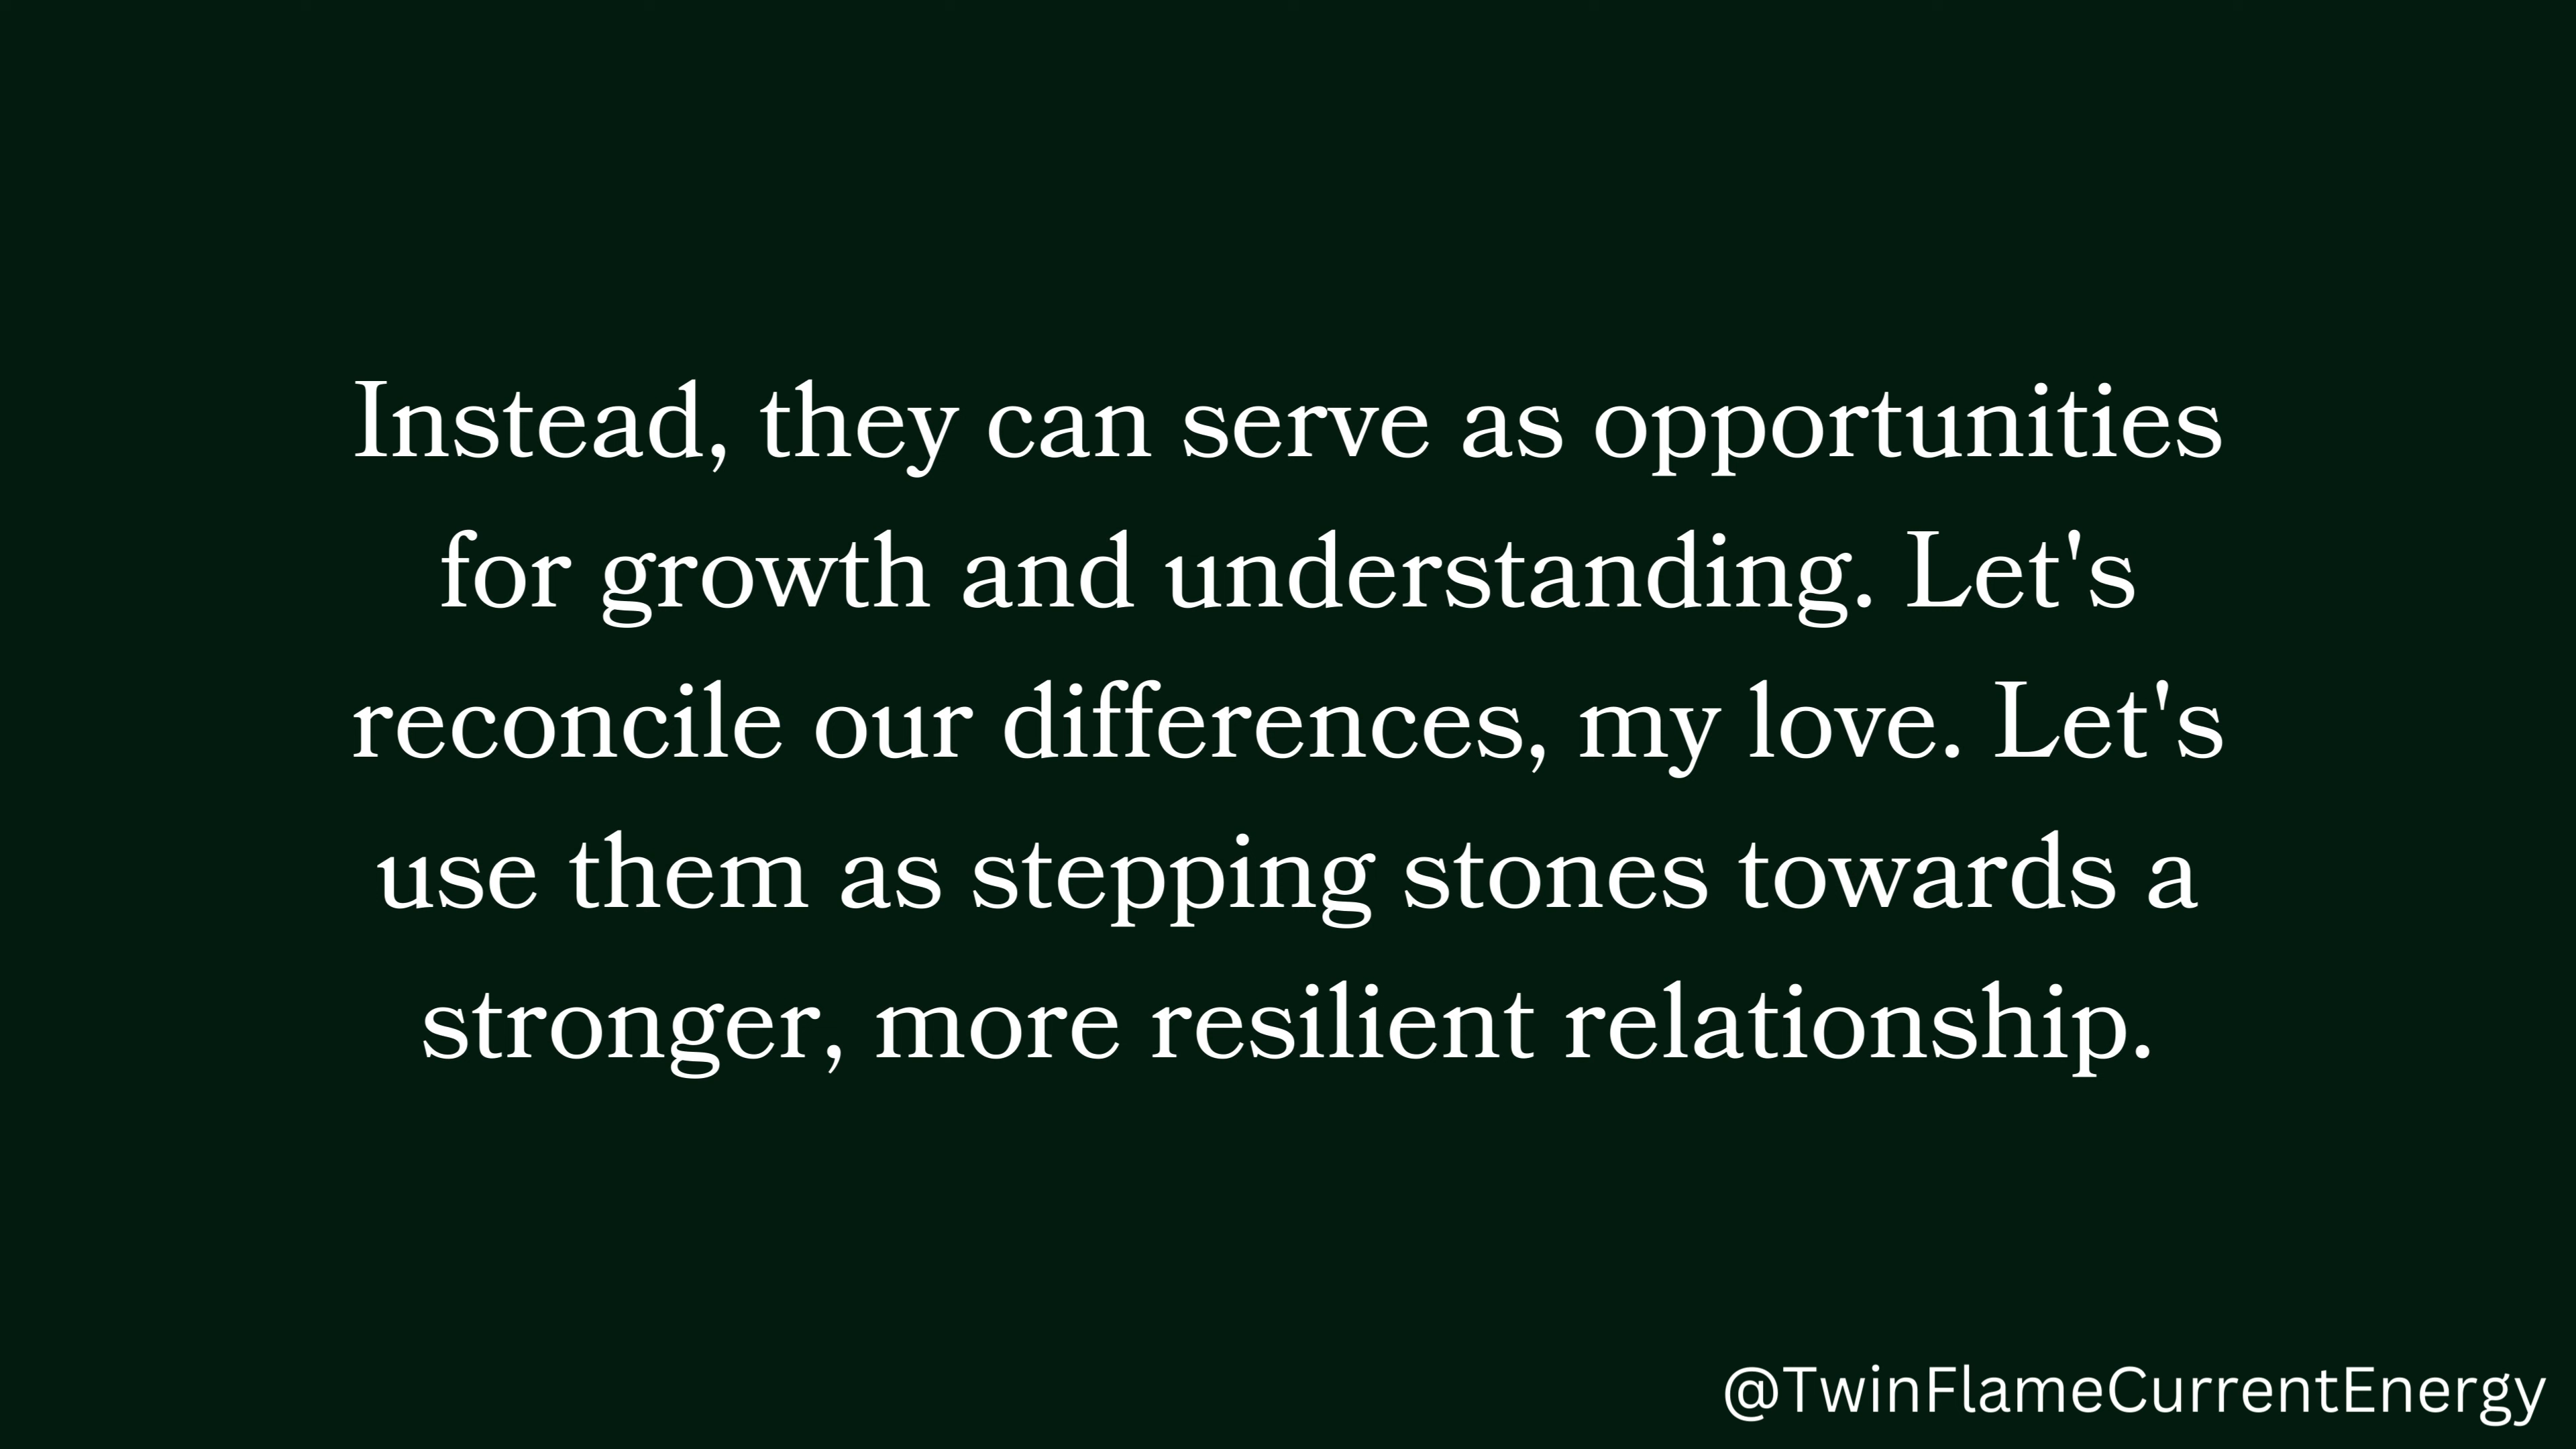 Instead, they can serve as opportunities
for growth and understanding. Let's
reconcile our differences, my love. Let's
use them as stepping stones towards a
stronger, more resilient relationship.
@TwinFlameCurrentEnergy